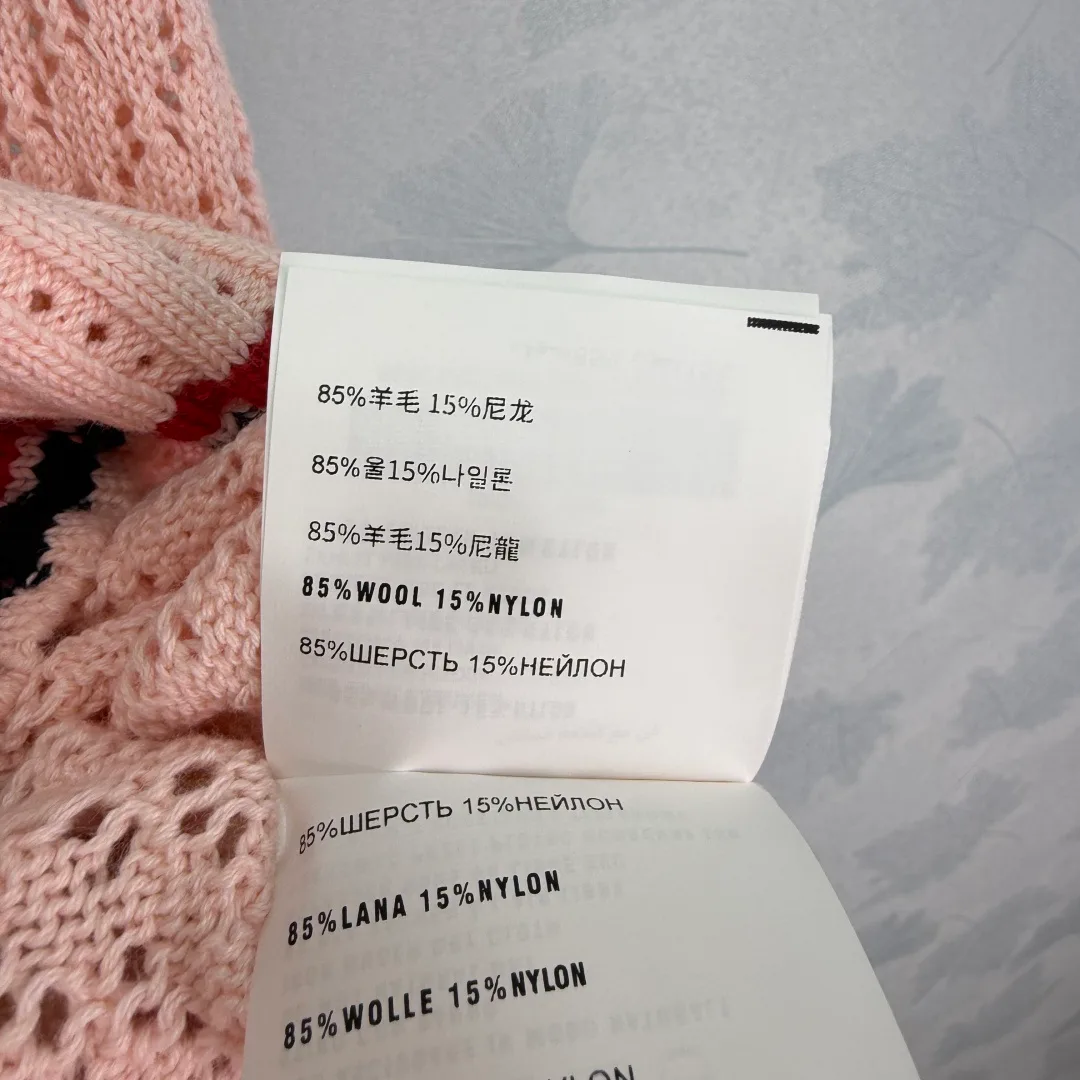 85%羊毛 15%尼龙
85%울15%나일론
85%羊毛15%尼龍
85%WOOL 15%NYLON
85%ШЕРСТЬ 15%НЕЙЛОН
85%ШЕРСТЬ 15%НЕЙЛОН
85%LANA 15%NYLON
85%WOLLE 15%NYLON